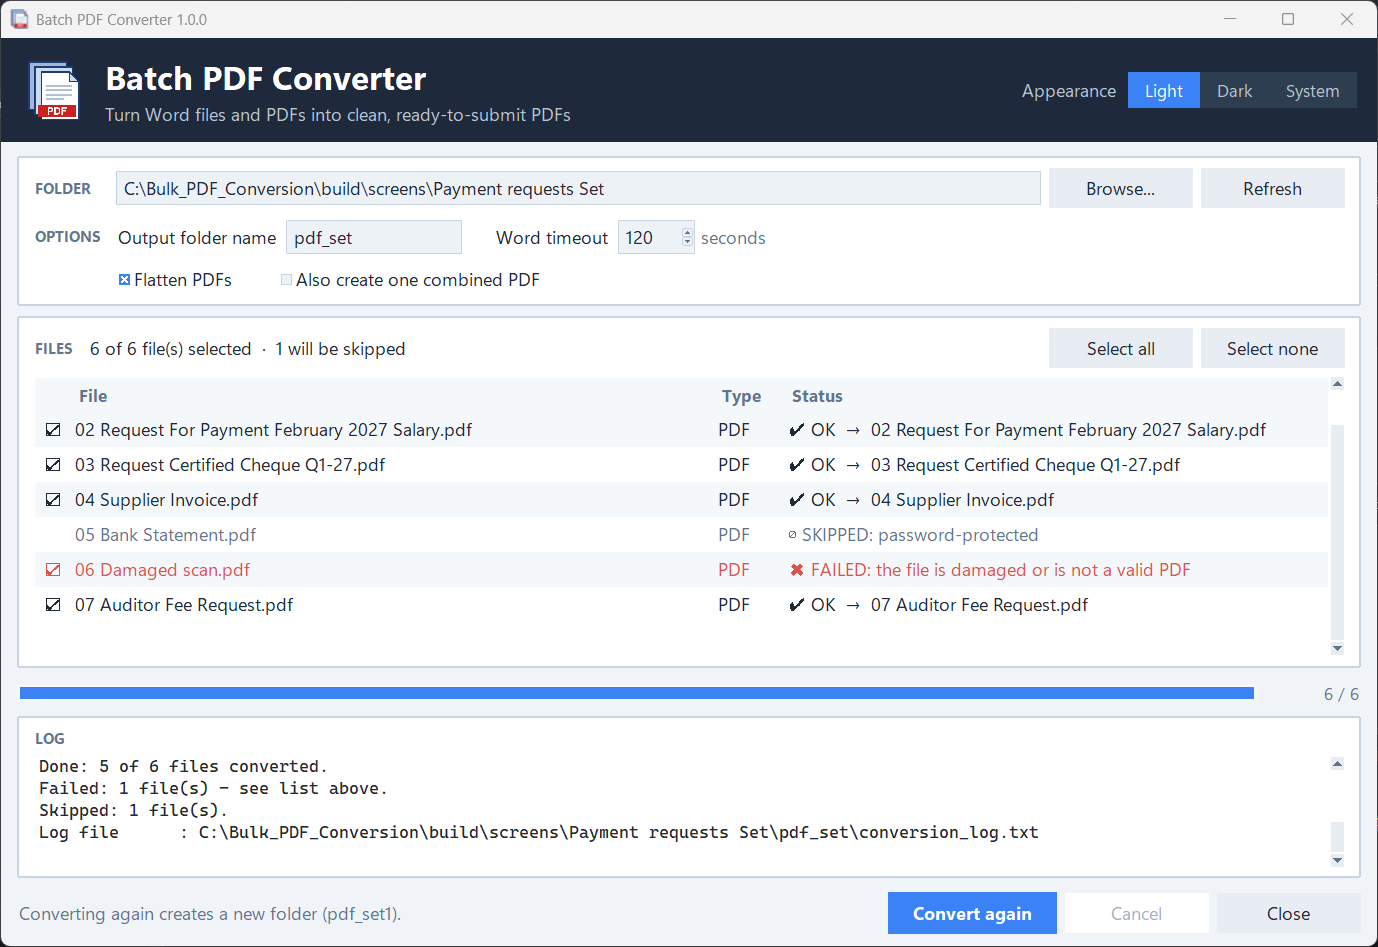 Batch PDF Converter 1.0.0
PDF
Batch PDF Converter
Turn Word files and PDFs into clean, ready-to-submit PDFs
Appearance Light Dark System
FOLDER C:\Bulk_PDF_Conversion\build\screens\Payment requests Set Browse... Refresh
OPTIONS Output folder name pdf_set Word timeout 120 seconds
Flatten PDFs Also create one combined PDF
FILES 6 of 6 file(s) selected · 1 will be skipped Select all Select none
File Type Status
02 Request For Payment February 2027 Salary.pdf PDF ✔ OK → 02 Request For Payment February 2027 Salary.pdf
03 Request Certified Cheque Q1-27.pdf PDF ✔ OK → 03 Request Certified Cheque Q1-27.pdf
04 Supplier Invoice.pdf PDF ✔ OK → 04 Supplier Invoice.pdf
05 Bank Statement.pdf PDF ⊘ SKIPPED: password-protected
06 Damaged scan.pdf PDF ✖ FAILED: the file is damaged or is not a valid PDF
07 Auditor Fee Request.pdf PDF ✔ OK → 07 Auditor Fee Request.pdf
6 / 6
LOG
Done: 5 of 6 files converted.
Failed: 1 file(s) – see list above.
Skipped: 1 file(s).
Log file : C:\Bulk_PDF_Conversion\build\screens\Payment requests Set\pdf_set\conversion_log.txt
Converting again creates a new folder (pdf_set1). Convert again Cancel Close